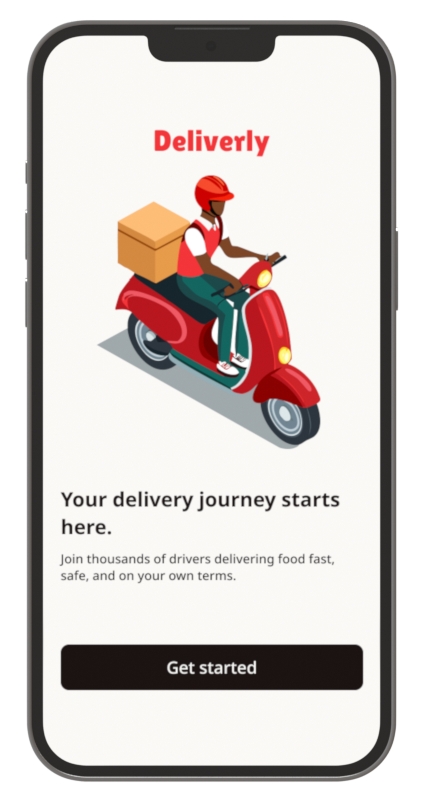 Deliverly
Your delivery journey starts
here.
Join thousands of drivers delivering food fast,
safe, and on your own terms.
Get started